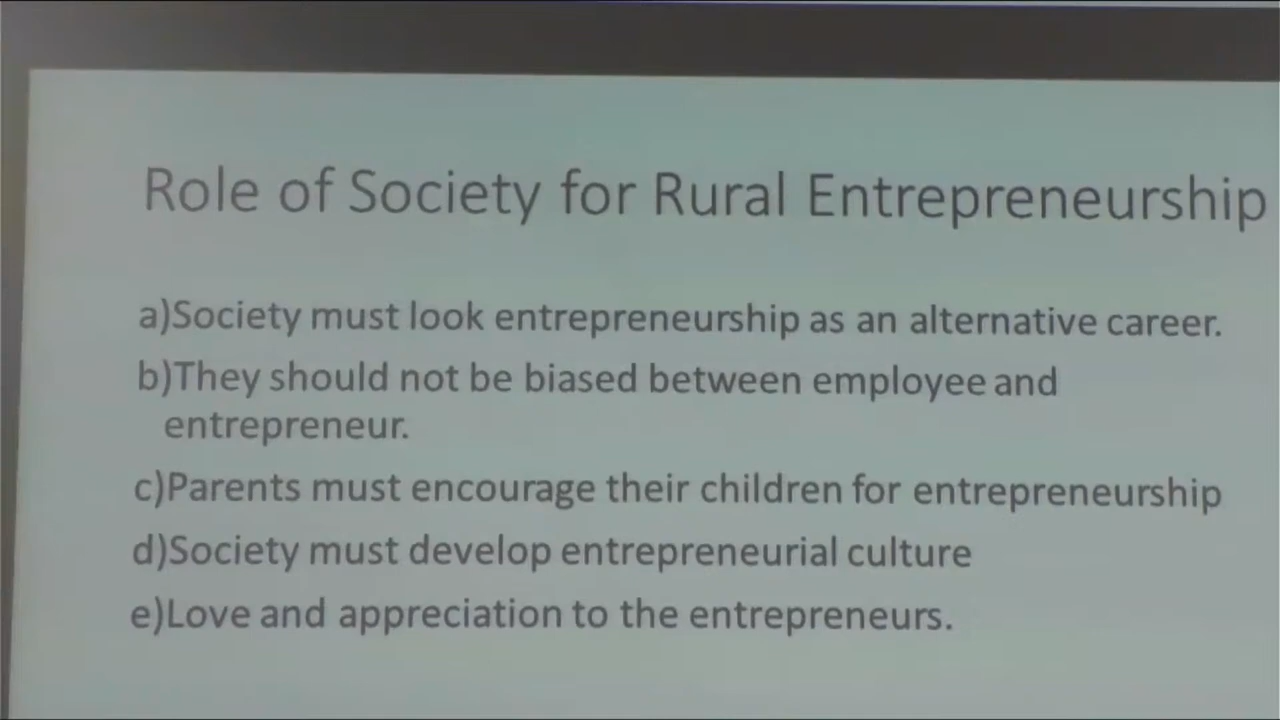 Role of Society for Rural Entrepreneurship
a)Society must look entrepreneurship as an alternative career.
b)They should not be biased between employee and
entrepreneur.
c)Parents must encourage their children for entrepreneurship
d)Society must develop entrepreneurial culture
e)Love and appreciation to the entrepreneurs.